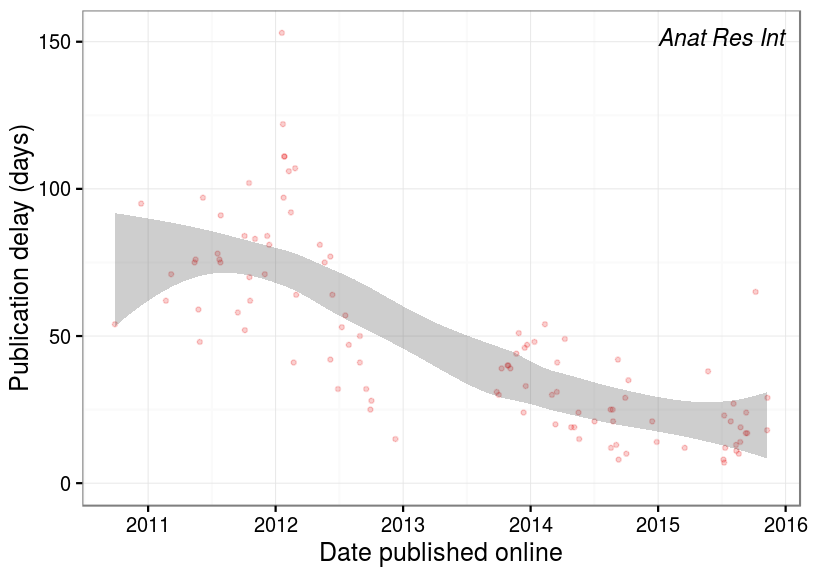 Anat Res Int
Publication delay (days)
150
100
50
0
2011 2012 2013 2014 2015 2016
Date published online